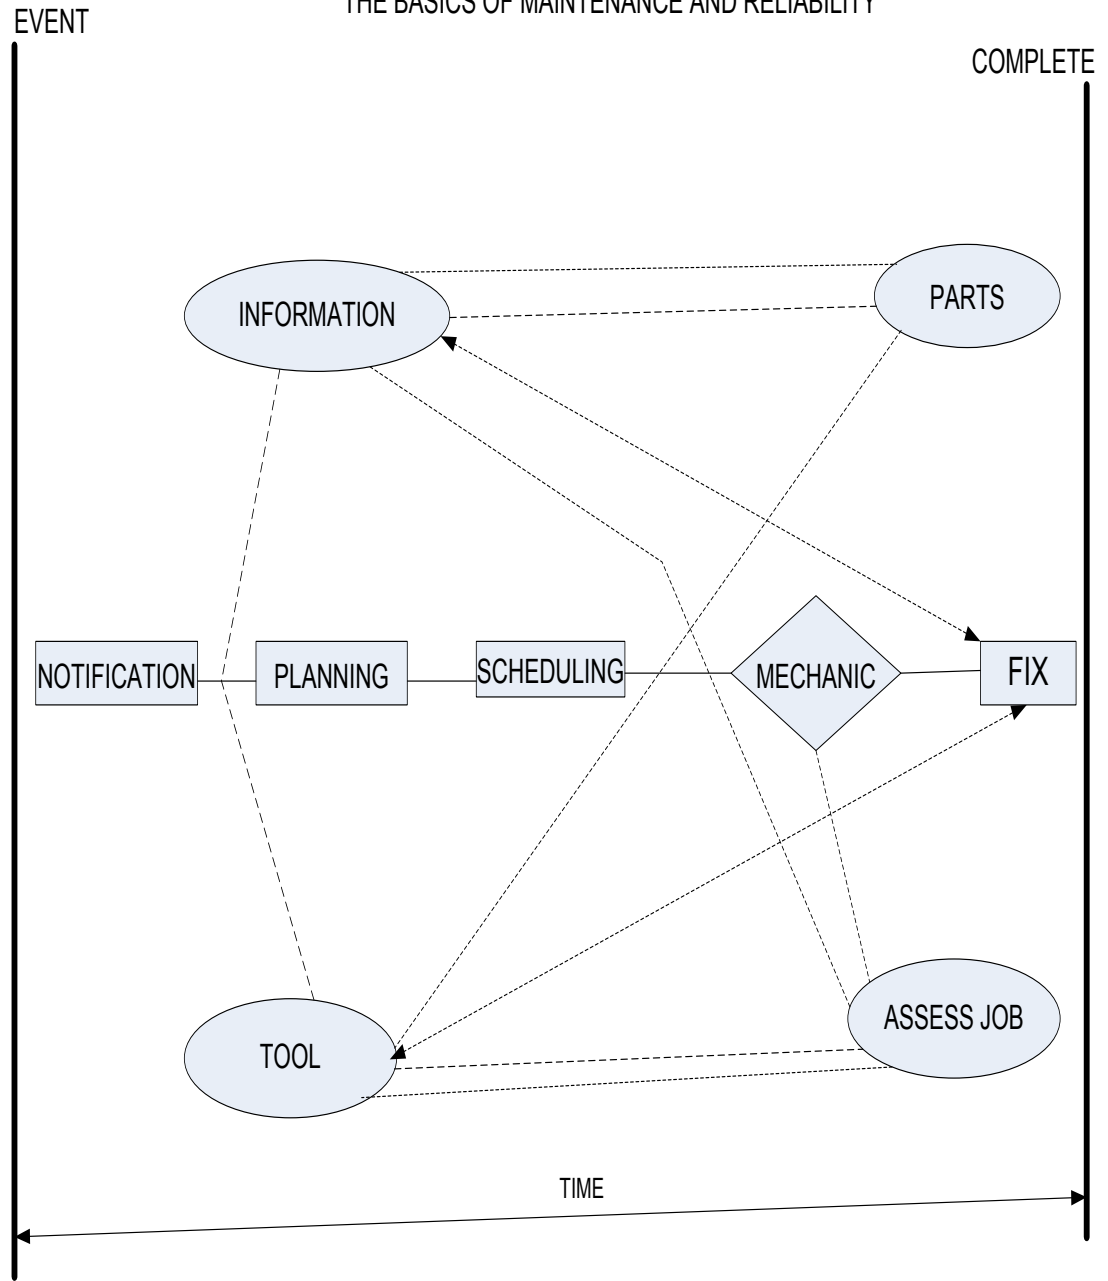 THE BASICS OF MAINTENANCE AND RELIABILITY
EVENT
COMPLETE
INFORMATION
PARTS
NOTIFICATION
PLANNING
SCHEDULING
MECHANIC
FIX
TOOL
ASSESS JOB
TIME